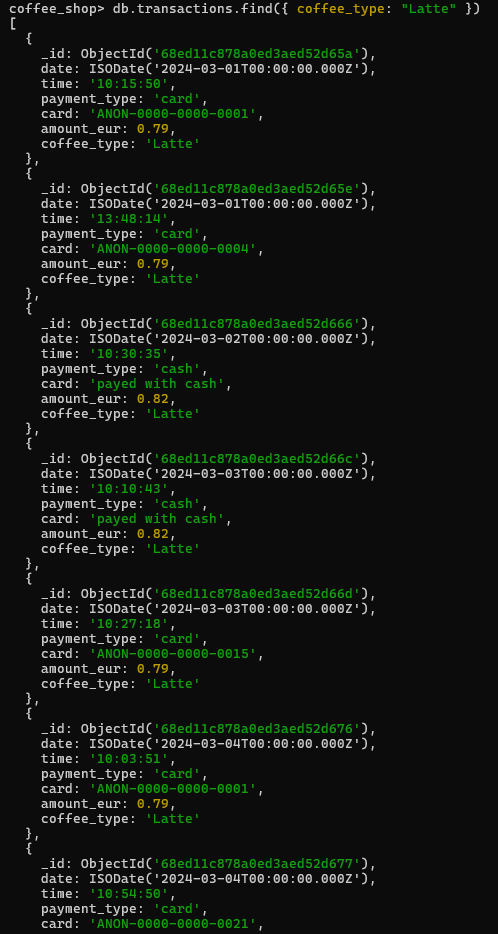 coffee_shop> db.transactions.find({ coffee_type: "Latte" })
[
  {
    _id: ObjectId('68ed11c878a0ed3aed52d65a'),
    date: ISODate('2024-03-01T00:00:00.000Z'),
    time: '10:15:50',
    payment_type: 'card',
    card: 'ANON-0000-0000-0001',
    amount_eur: 0.79,
    coffee_type: 'Latte'
  },
  {
    _id: ObjectId('68ed11c878a0ed3aed52d65e'),
    date: ISODate('2024-03-01T00:00:00.000Z'),
    time: '13:48:14',
    payment_type: 'card',
    card: 'ANON-0000-0000-0004',
    amount_eur: 0.79,
    coffee_type: 'Latte'
  },
  {
    _id: ObjectId('68ed11c878a0ed3aed52d666'),
    date: ISODate('2024-03-02T00:00:00.000Z'),
    time: '10:30:35',
    payment_type: 'cash',
    card: 'payed with cash',
    amount_eur: 0.82,
    coffee_type: 'Latte'
  },
  {
    _id: ObjectId('68ed11c878a0ed3aed52d66c'),
    date: ISODate('2024-03-03T00:00:00.000Z'),
    time: '10:10:43',
    payment_type: 'cash',
    card: 'payed with cash',
    amount_eur: 0.82,
    coffee_type: 'Latte'
  },
  {
    _id: ObjectId('68ed11c878a0ed3aed52d66d'),
    date: ISODate('2024-03-03T00:00:00.000Z'),
    time: '10:27:18',
    payment_type: 'card',
    card: 'ANON-0000-0000-0015',
    amount_eur: 0.79,
    coffee_type: 'Latte'
  },
  {
    _id: ObjectId('68ed11c878a0ed3aed52d676'),
    date: ISODate('2024-03-04T00:00:00.000Z'),
    time: '10:03:51',
    payment_type: 'card',
    card: 'ANON-0000-0000-0001',
    amount_eur: 0.79,
    coffee_type: 'Latte'
  },
  {
    _id: ObjectId('68ed11c878a0ed3aed52d677'),
    date: ISODate('2024-03-04T00:00:00.000Z'),
    time: '10:54:50',
    payment_type: 'card',
    card: 'ANON-0000-0000-0021',